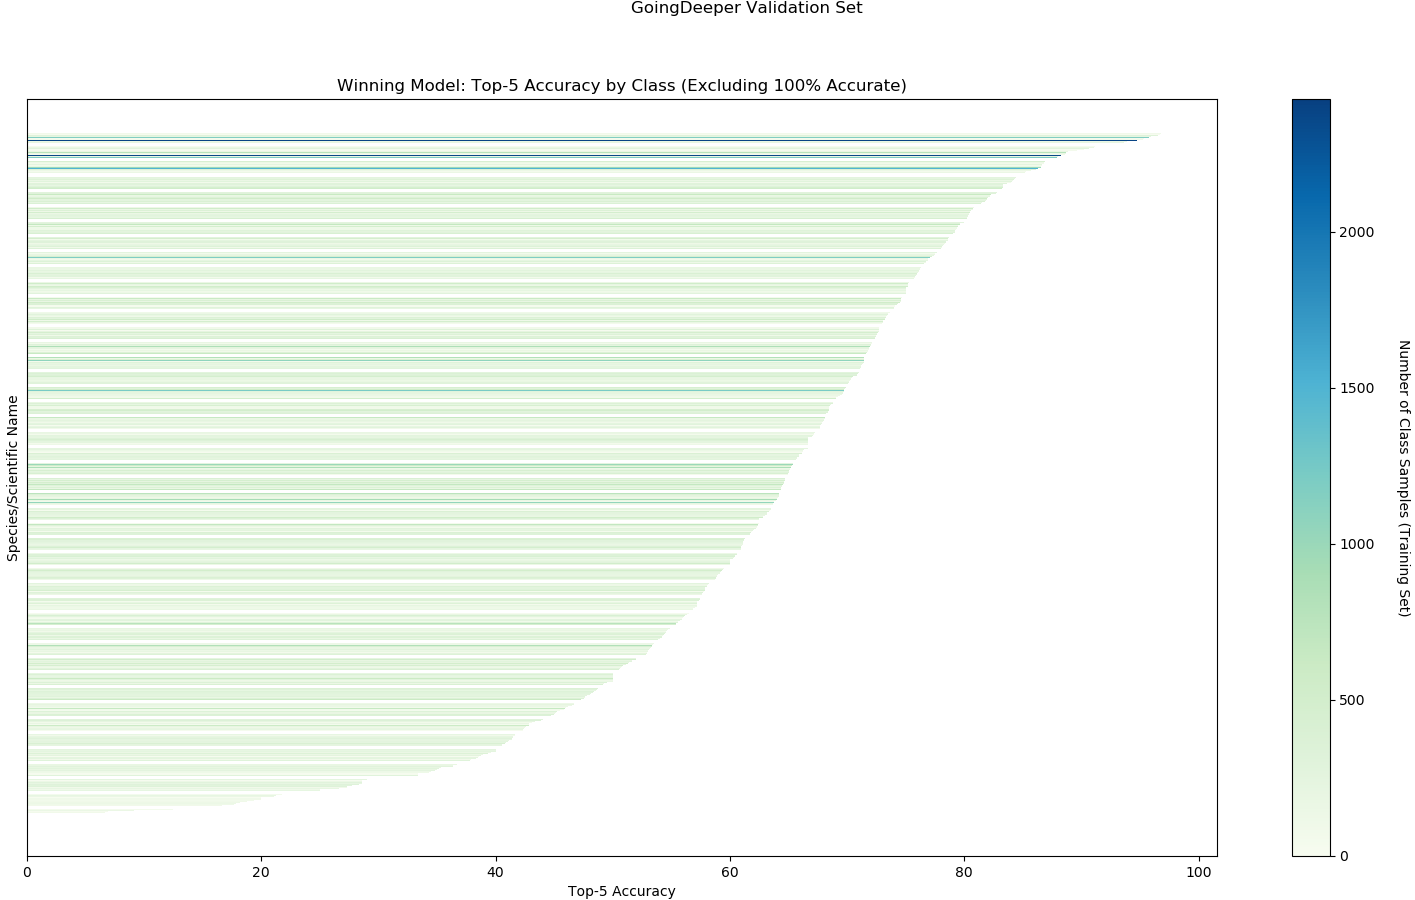 GoingDeeper Validation Set
Winning Model: Top-5 Accuracy by Class (Excluding 100% Accurate)
Species/Scientific Name
0
20
40
60
80
100
Top-5 Accuracy
2000
1500
1000
500
0
Number of Class Samples (Training Set)